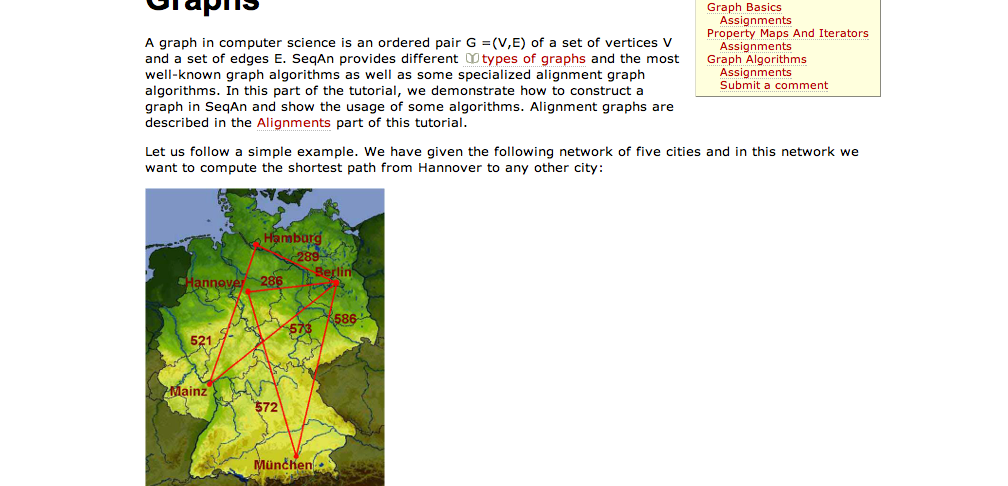 Graphs
Graph Basics
Assignments
Property Maps And Iterators
Assignments
Graph Algorithms
Assignments
Submit a comment
A graph in computer science is an ordered pair G =(V,E) of a set of vertices V
and a set of edges E. SeqAn provides different types of graphs and the most
well-known graph algorithms as well as some specialized alignment graph
algorithms. In this part of the tutorial, we demonstrate how to construct a
graph in SeqAn and show the usage of some algorithms. Alignment graphs are
described in the Alignments part of this tutorial.
Let us follow a simple example. We have given the following network of five cities and in this network we
want to compute the shortest path from Hannover to any other city:
Hamburg
289
Berlin
Hannover
286
586
573
521
Mainz
572
München